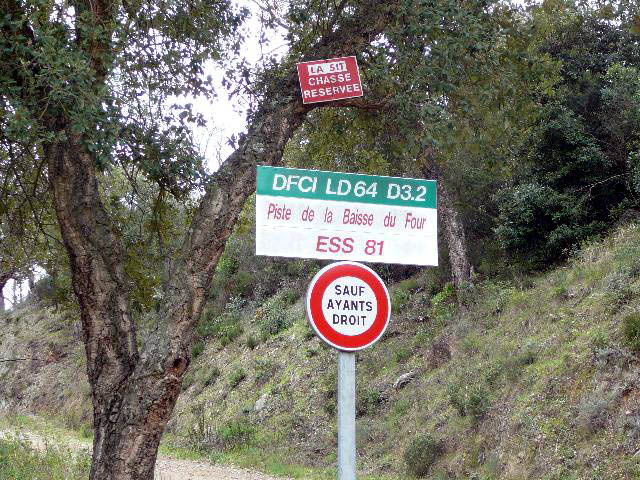 LA SIT
CHASSE
RESERVEE
DFCI LD64 D3.2
Piste de la Baisse du Four
ESS 81
SAUF
AYANTS
DROIT